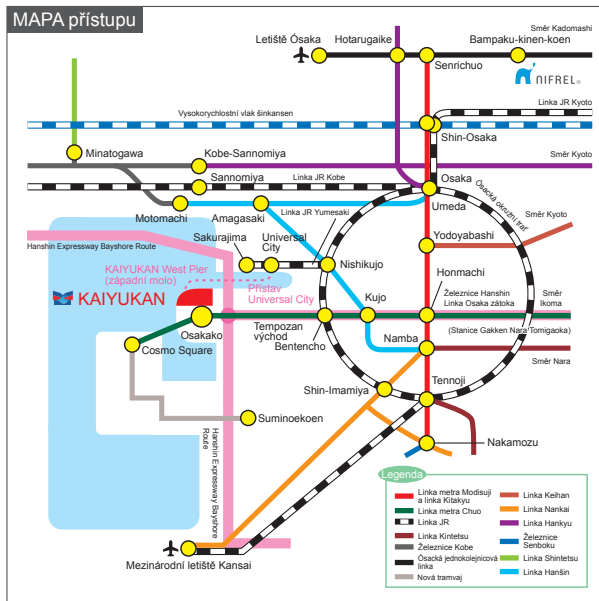 MAPA přístupu
Směr Kadomashi
Letiště Ósaka
Hotarugaike
Bampaku-kinen-koen
Senrichuo
NIFREL
Linka JR Kyoto
Vysokorychlostní vlak šinkansen
Shin-Osaka
Minatogawa
Kobe-Sannomiya
Směr Kyoto
Sannomiya
Linka JR Kobe
Osaka
Umeda
Ósacká okružní trať
Motomachi
Amagasaki
Linka JR Yumesaki
Směr Kyoto
Sakurajima
Universal
City
Yodoyabashi
Hanshin Expressway Bayshore Route
Nishikujo
KAIYUKAN West Pier
(západní molo)
Přístav
Universal City
KAIYUKAN
Kujo
Honmachi
Železnice Hanshin
Linka Osaka zátoka
Směr
Ikoma
Osakako
Tempozan
východ
Bentencho
(Stanice Gakken Nara Tomigaoka)
Namba
Směr Nara
Cosmo Square
Shin-Imamiya
Tennoji
Suminoekoen
Hanshin Expressway Bayshore
Route
Nakamozu
Mezinárodní letiště Kansai
Legenda
Linka metra Modisuji
a linka Kitakyu
Linka metra Chuo
Linka JR
Linka Kintetsu
Železnice Kobe
Ósacká jednokolejnicová
linka
Nová tramvaj
Linka Keihan
Linka Nankai
Linka Hankyu
Železnice
Senboku
Linka Shintetsu
Linka Hanšin